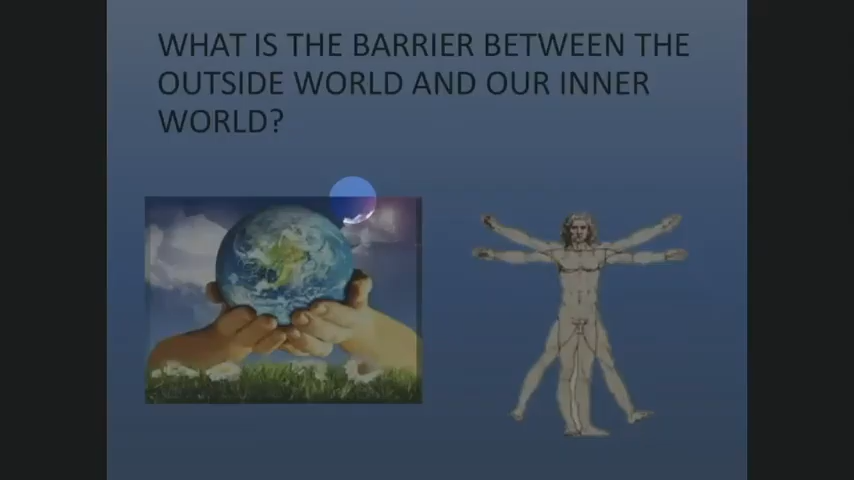 WHAT IS THE BARRIER BETWEEN THE
OUTSIDE WORLD AND OUR INNER
WORLD?